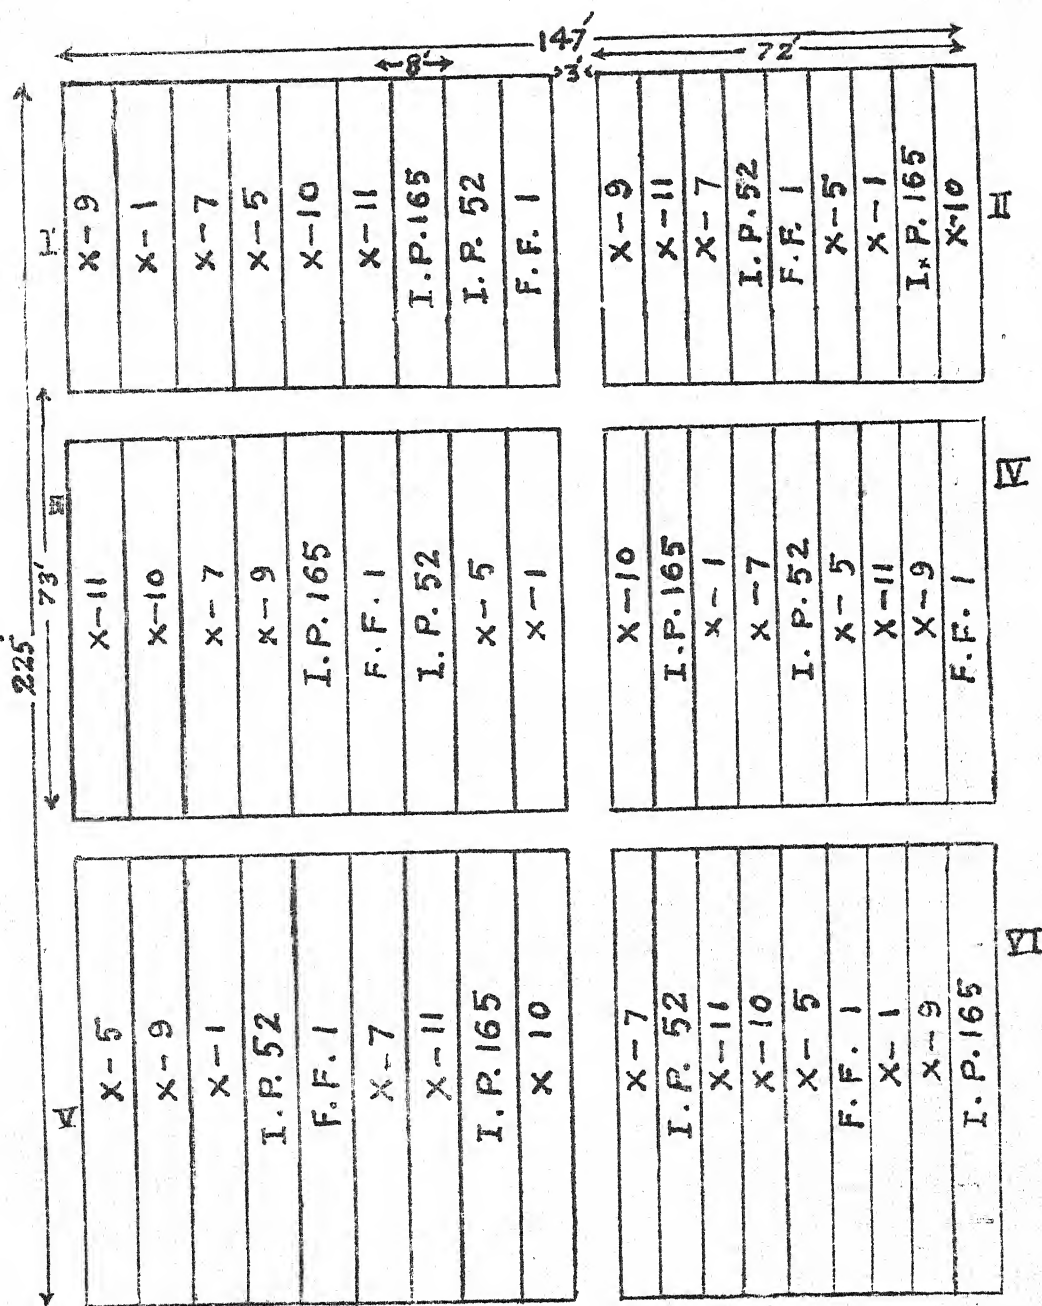 147'
8'
3'
72'
225'
73'
I
X-9
X-1
X-7
X-5
X-10
X-11
I.P.165
I.P. 52
F.F. 1
II
X-9
X-11
X-7
I.P.52
F.F. 1
X-5
X-1
I.P.165
X-10
III
X-11
X-10
X-7
X-9
I.P.165
F.F. 1
I.P.52
X-5
X-1
IV
X-10
I.P.165
X-1
X-7
I.P.52
X-5
X-11
X-9
F.F. 1
V
X-5
X-9
X-1
I.P.52
F.F.1
X-7
X-11
I.P.165
X 10
VI
X-7
I.P. 52
X-11
X-10
X-5
F.F. 1
X-1
X-9
I.P.165